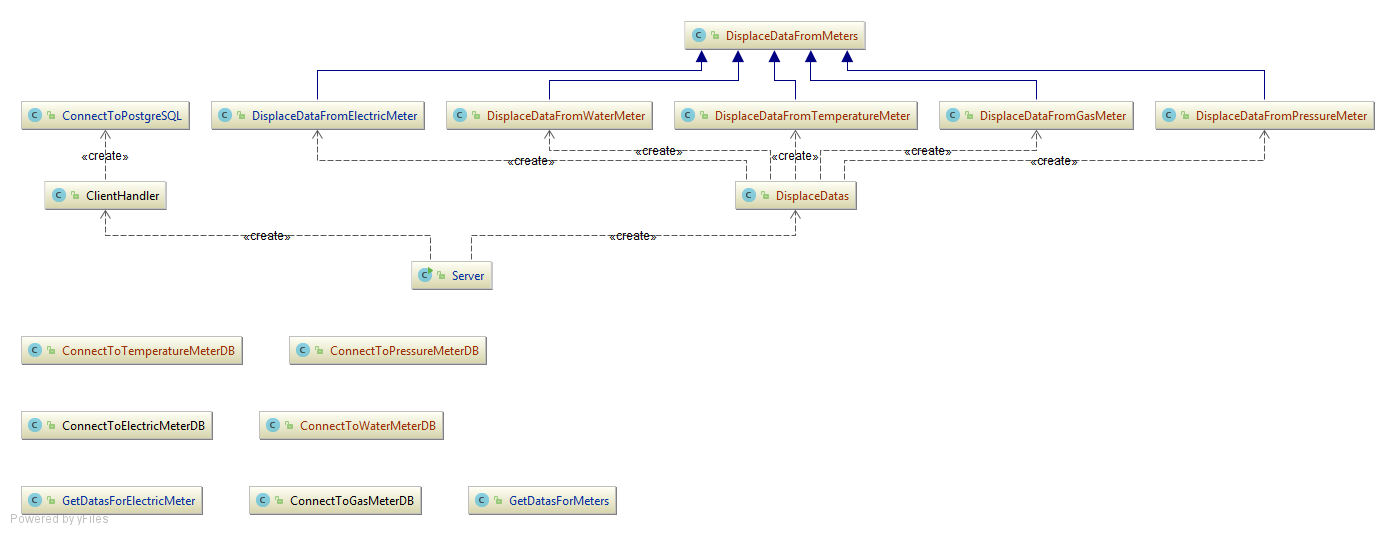 DisplaceDataFromMeters
ConnectToPostgreSQL
DisplaceDataFromElectricMeter
DisplaceDataFromWaterMeter
DisplaceDataFromTemperatureMeter
DisplaceDataFromGasMeter
DisplaceDataFromPressureMeter
«create»
«create»
«create»
«create»
«create»
«create»
ClientHandler
DisplaceDatas
«create»
«create»
Server
ConnectToTemperatureMeterDB
ConnectToPressureMeterDB
ConnectToElectricMeterDB
ConnectToWaterMeterDB
GetDatasForElectricMeter
ConnectToGasMeterDB
GetDatasForMeters
Powered by yFiles